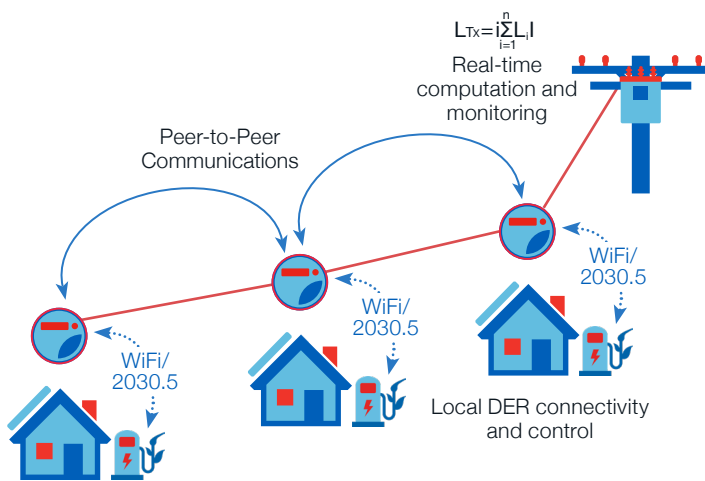 LTx=iΣLiI
n
i=1
Real-time
computation and
monitoring
Peer-to-Peer
Communications
WiFi/
2030.5
WiFi/
2030.5
WiFi/
2030.5
Local DER connectivity
and control